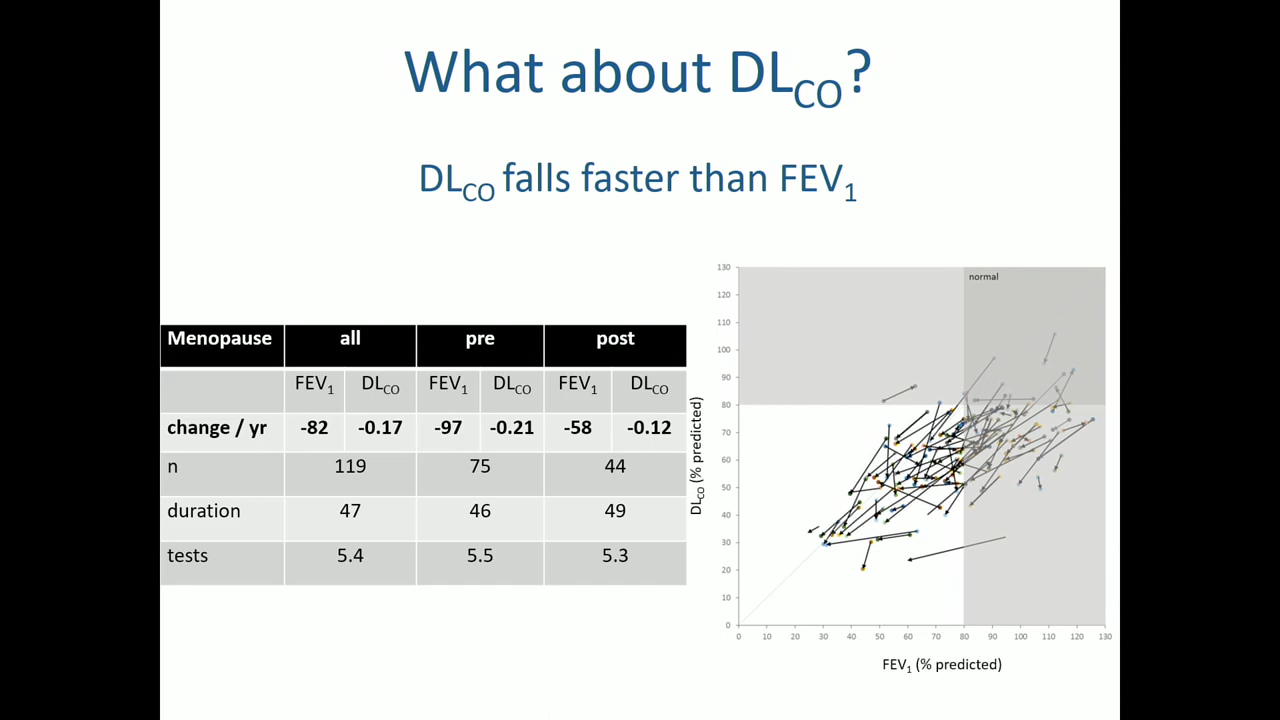 What about DLCO?
DLCO falls faster than FEV1
Menopause all pre post
FEV1 DLCO FEV1 DLCO FEV1 DLCO
change / yr -82 -0.17 -97 -0.21 -58 -0.12
n 119 75 44
duration 47 46 49
tests 5.4 5.5 5.3
normal
130
120
110
100
90
80
70
60
50
40
30
20
10
0
DLCO (% predicted)
0 10 20 30 40 50 60 70 80 90 100 110 120 130
FEV1 (% predicted)